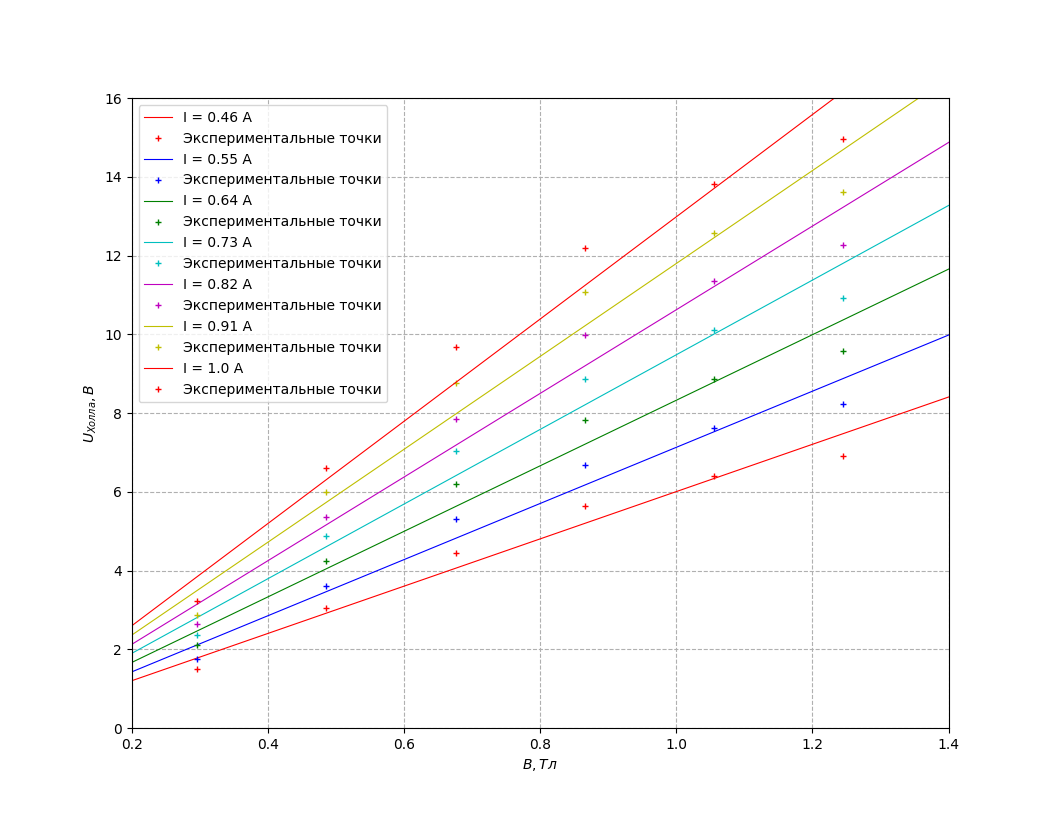 16
14
12
10
8
6
4
2
0
I = 0.46 A
Экспериментальные точки
I = 0.55 A
Экспериментальные точки
I = 0.64 A
Экспериментальные точки
I = 0.73 A
Экспериментальные точки
I = 0.82 A
Экспериментальные точки
I = 0.91 A
Экспериментальные точки
I = 1.0 A
Экспериментальные точки
U_Холла, В
0.2 0.4 0.6 0.8 1.0 1.2 1.4
В, Тл